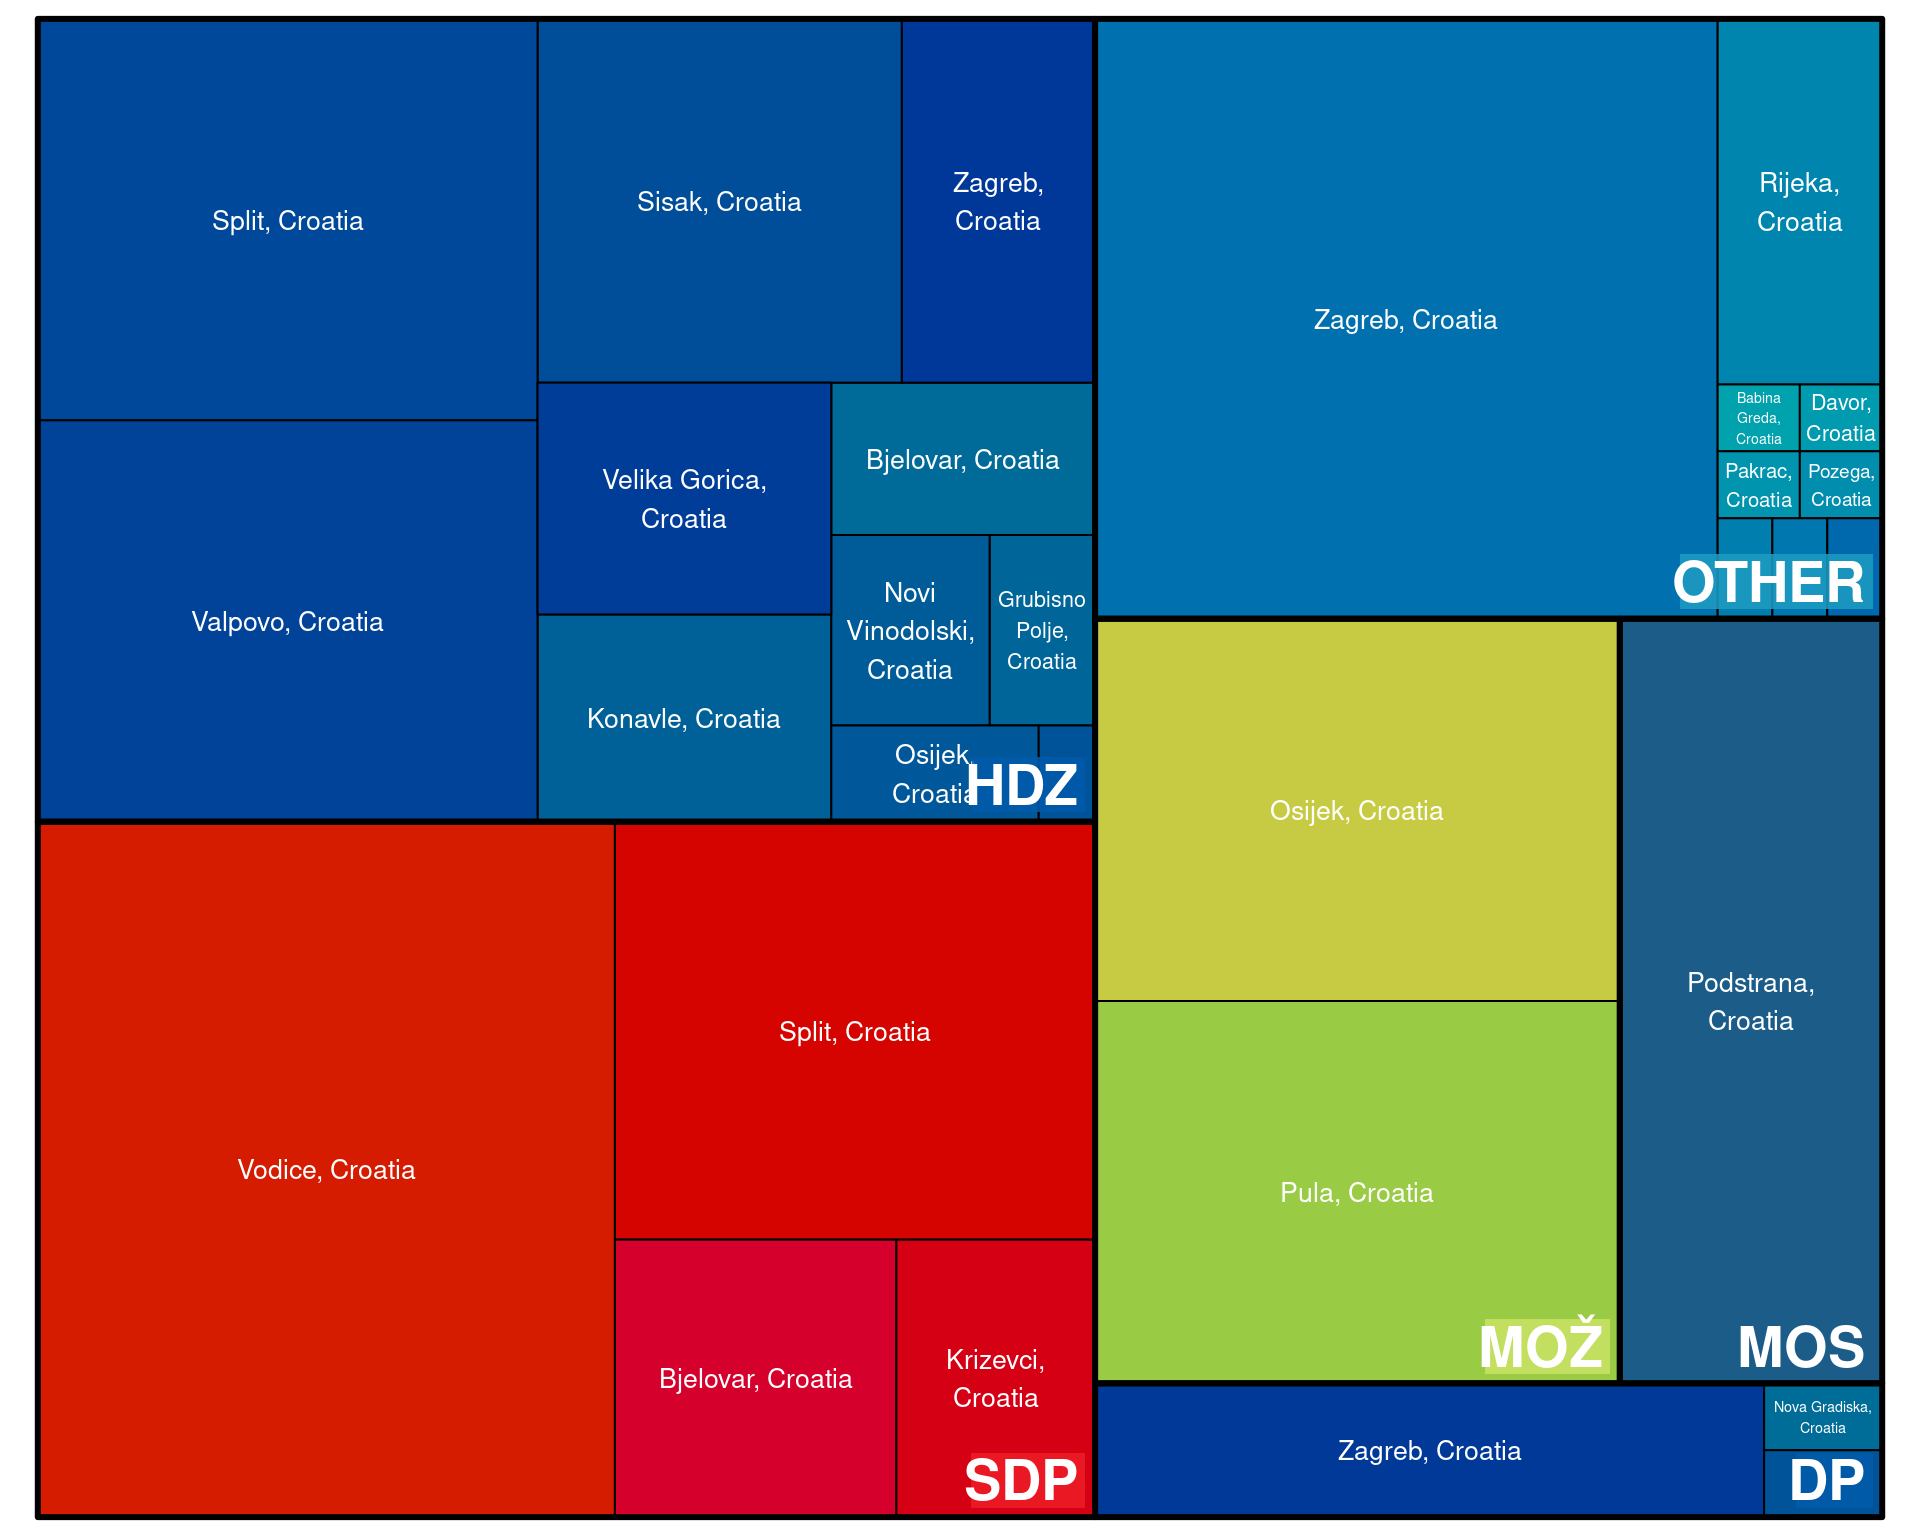 Split, Croatia
Sisak, Croatia
Zagreb,
Croatia
Valpovo, Croatia
Velika Gorica,
Croatia
Bjelovar, Croatia
Novi
Vinodolski,
Croatia
Grubisno
Polje,
Croatia
Konavle, Croatia
Osijek,
Croatia
HDZ
Zagreb, Croatia
Rijeka,
Croatia
Babina
Greda,
Croatia
Davor,
Croatia
Pakrac,
Croatia
Pozega,
Croatia
OTHER
Vodice, Croatia
Split, Croatia
Bjelovar, Croatia
Krizevci,
Croatia
SDP
Osijek, Croatia
Pula, Croatia
MOŽ
Podstrana,
Croatia
MOS
Zagreb, Croatia
Nova Gradiska,
Croatia
DP